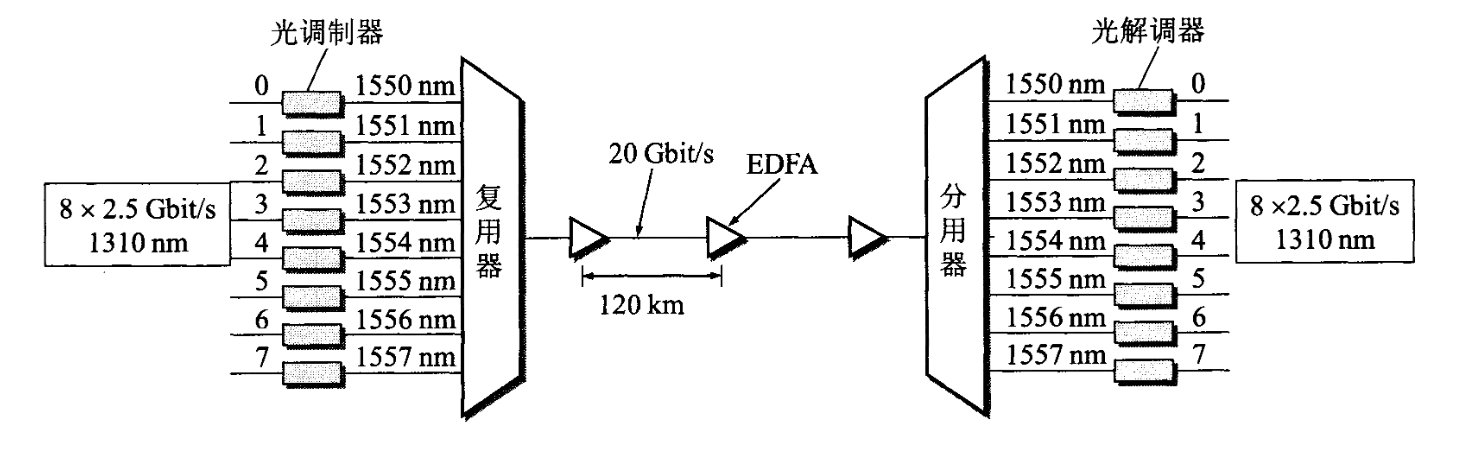 光调制器
光解调器
0 1550 nm
1 1551 nm
2 1552 nm
3 1553 nm
4 1554 nm
5 1555 nm
6 1556 nm
7 1557 nm
8 × 2.5 Gbit/s
1310 nm
复用器
20 Gbit/s
EDFA
120 km
分用器
1550 nm 0
1551 nm 1
1552 nm 2
1553 nm 3
1554 nm 4
1555 nm 5
1556 nm 6
1557 nm 7
8 ×2.5 Gbit/s
1310 nm